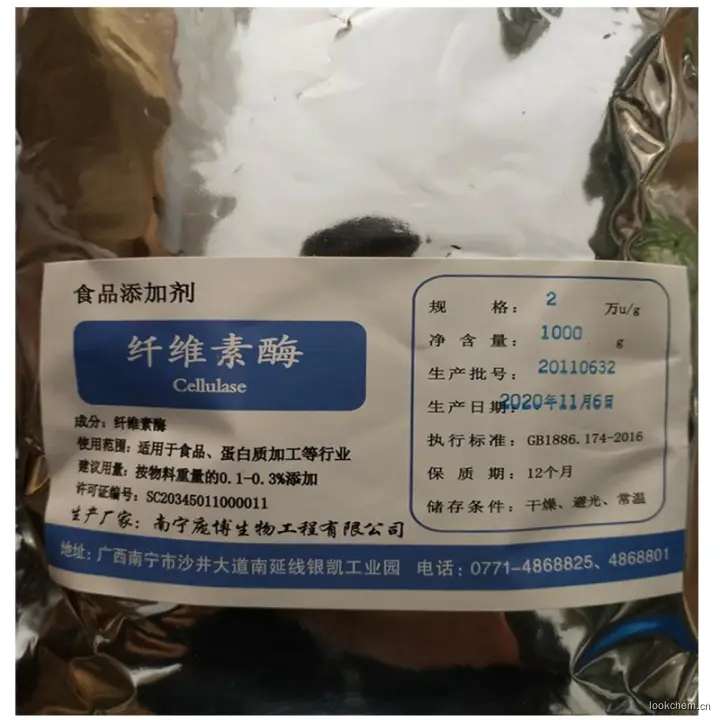 食品添加剂
纤维素酶
Cellulase
成分: 纤维素酶
使用范围: 适用于食品、蛋白质加工等行业
建议用量: 按物料重量的0.1-0.3%添加
许可证编号: SC20345011000011
生产厂家: 南宁庞博生物工程有限公司
规 格: 2 万u/g
净 含 量: 1000 g
生产批号: 20110632
生产日期: 2020年11月6日
执行标准: GB1886.174-2016
保 质 期: 12个月
储存条件: 干燥、避光、常温
地址: 广西南宁市沙井大道南延线银凯工业园 电话: 0771-4868825、4868801
lookchem.cn